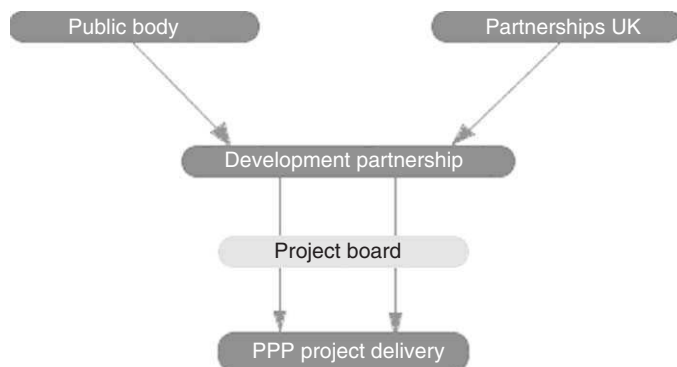 Public body
Partnerships UK
Development partnership
Project board
PPP project delivery